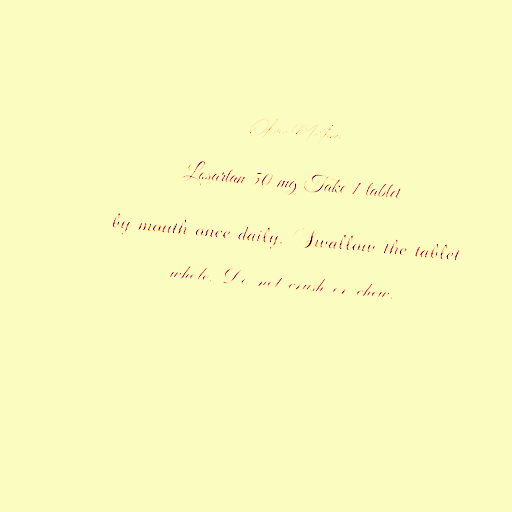 Losartan 50 mg Take 1 tablet
by mouth once daily. Swallow the tablet
whole. Do not crush or chew.